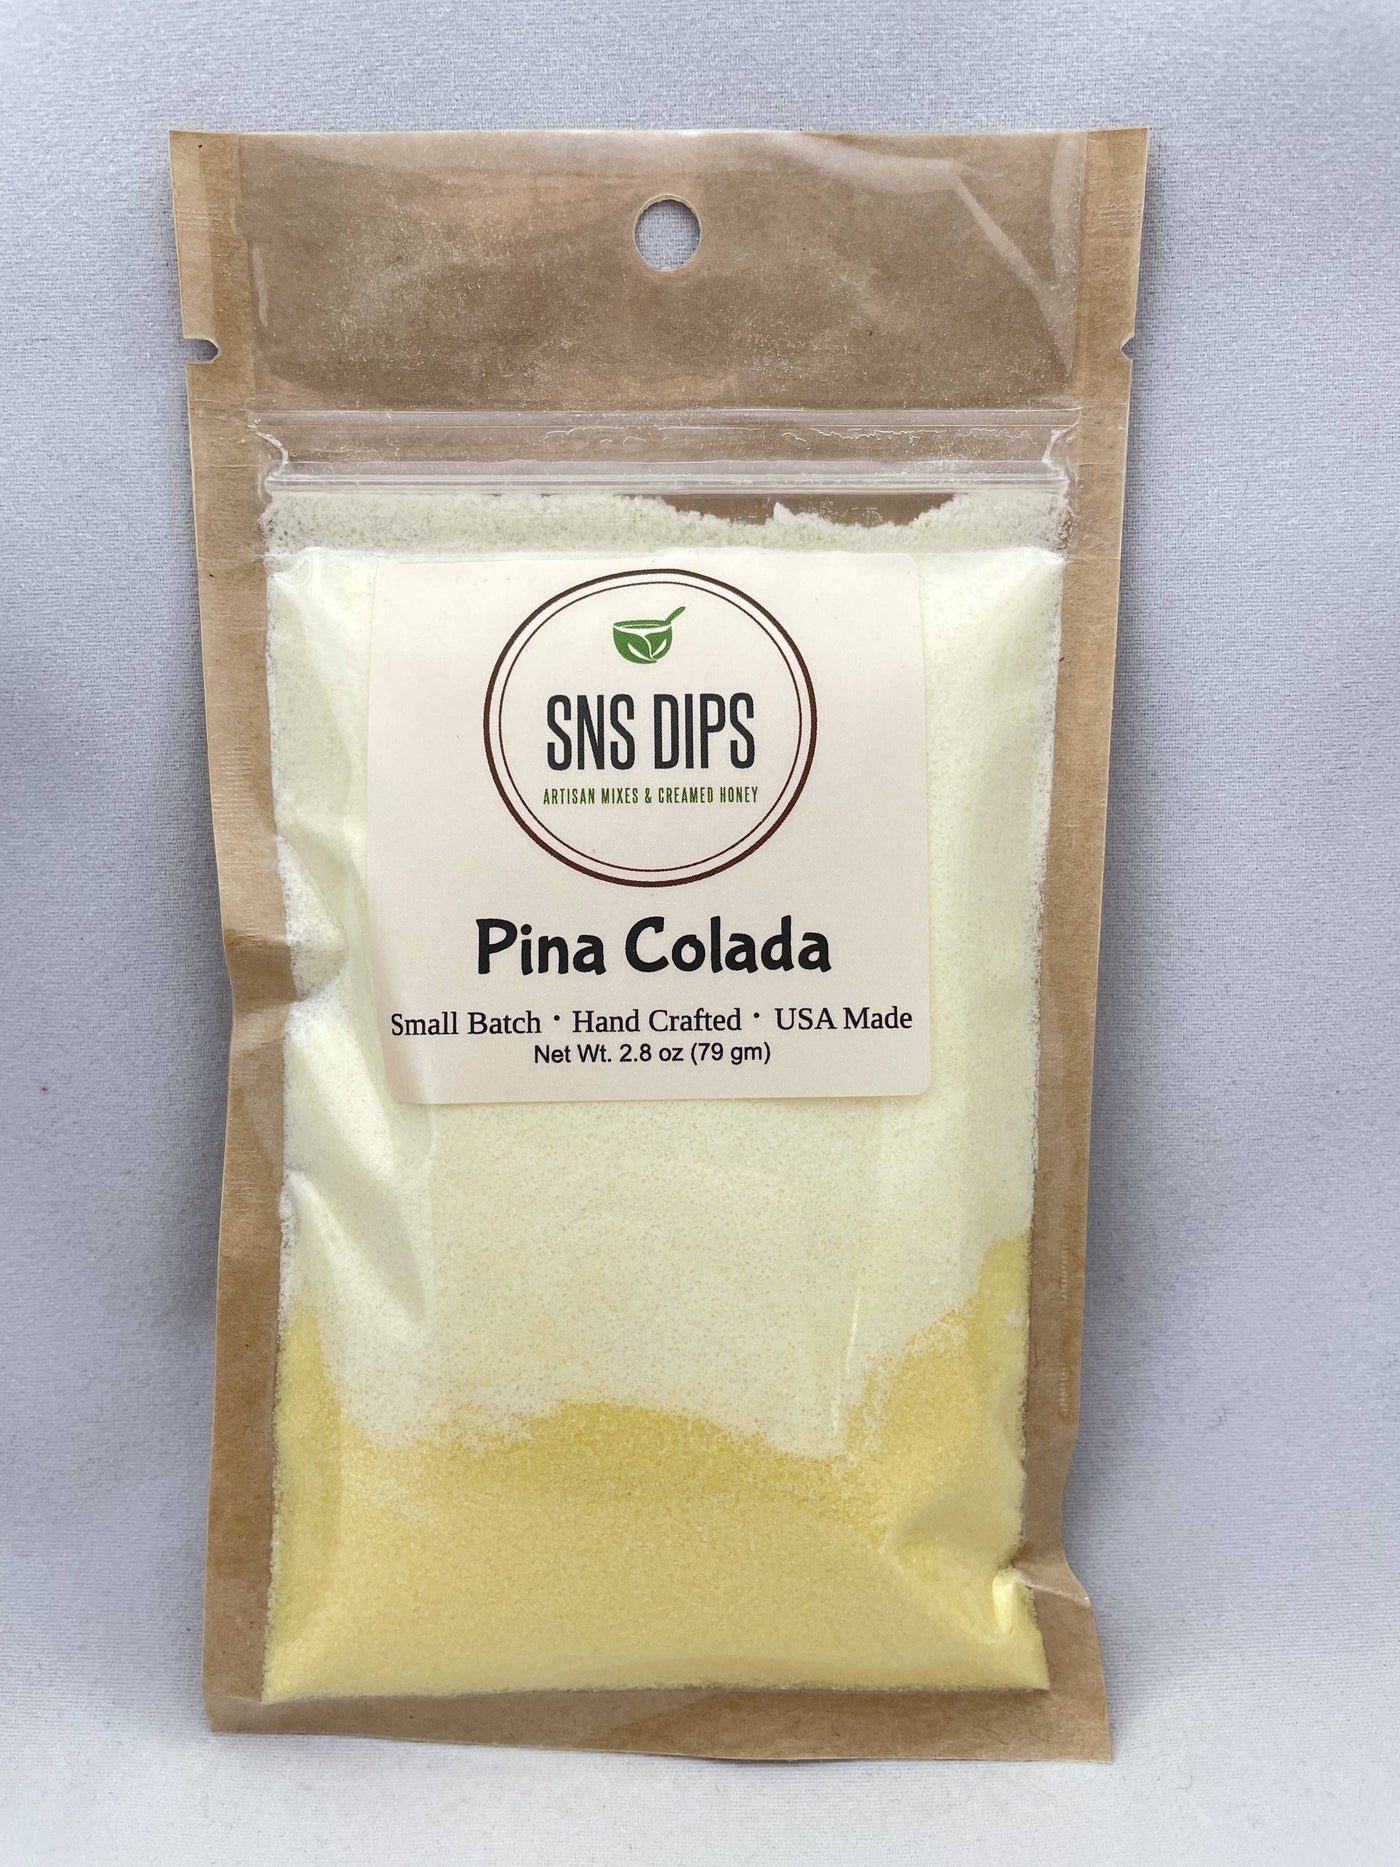 SNS DIPS
ARTISAN MIXES & CREAMED HONEY
Pina Colada
Small Batch • Hand Crafted • USA Made
Net Wt. 2.8 oz (79 gm)